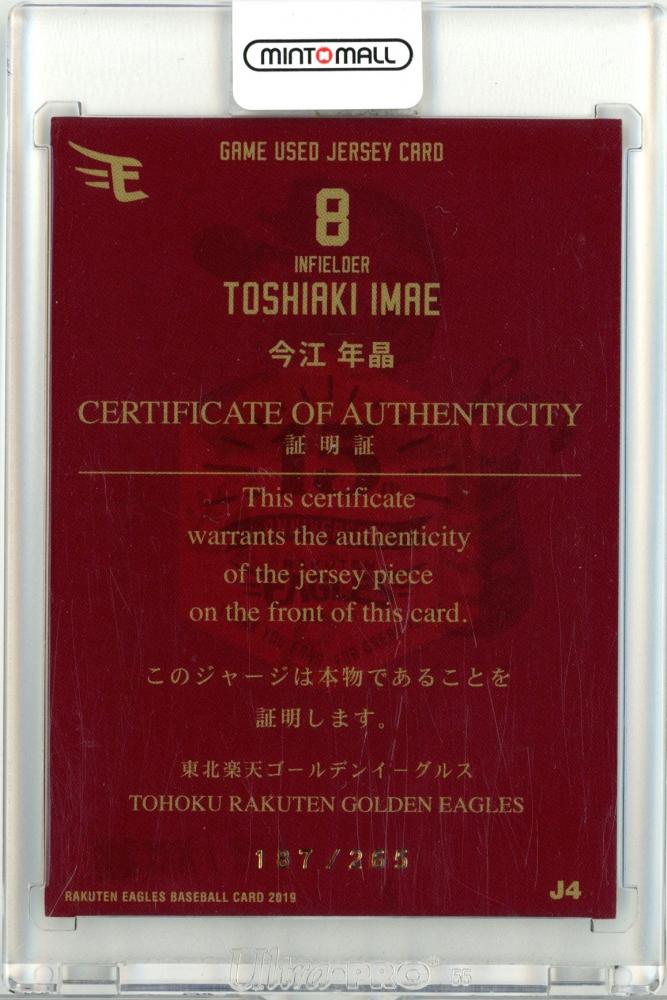 MINTOMALL
GAME USED JERSEY CARD
8
INFIELDER
TOSHIAKI IMAE
今江 年晶
CERTIFICATE OF AUTHENTICITY
証明証
This certificate
warrants the authenticity
of the jersey piece
on the front of this card.
このジャージは本物であることを
証明します。
東北楽天ゴールデンイーグルス
TOHOKU RAKUTEN GOLDEN EAGLES
187/265
RAKUTEN EAGLES BASEBALL CARD 2019
J4
Ultra-PRO® 55